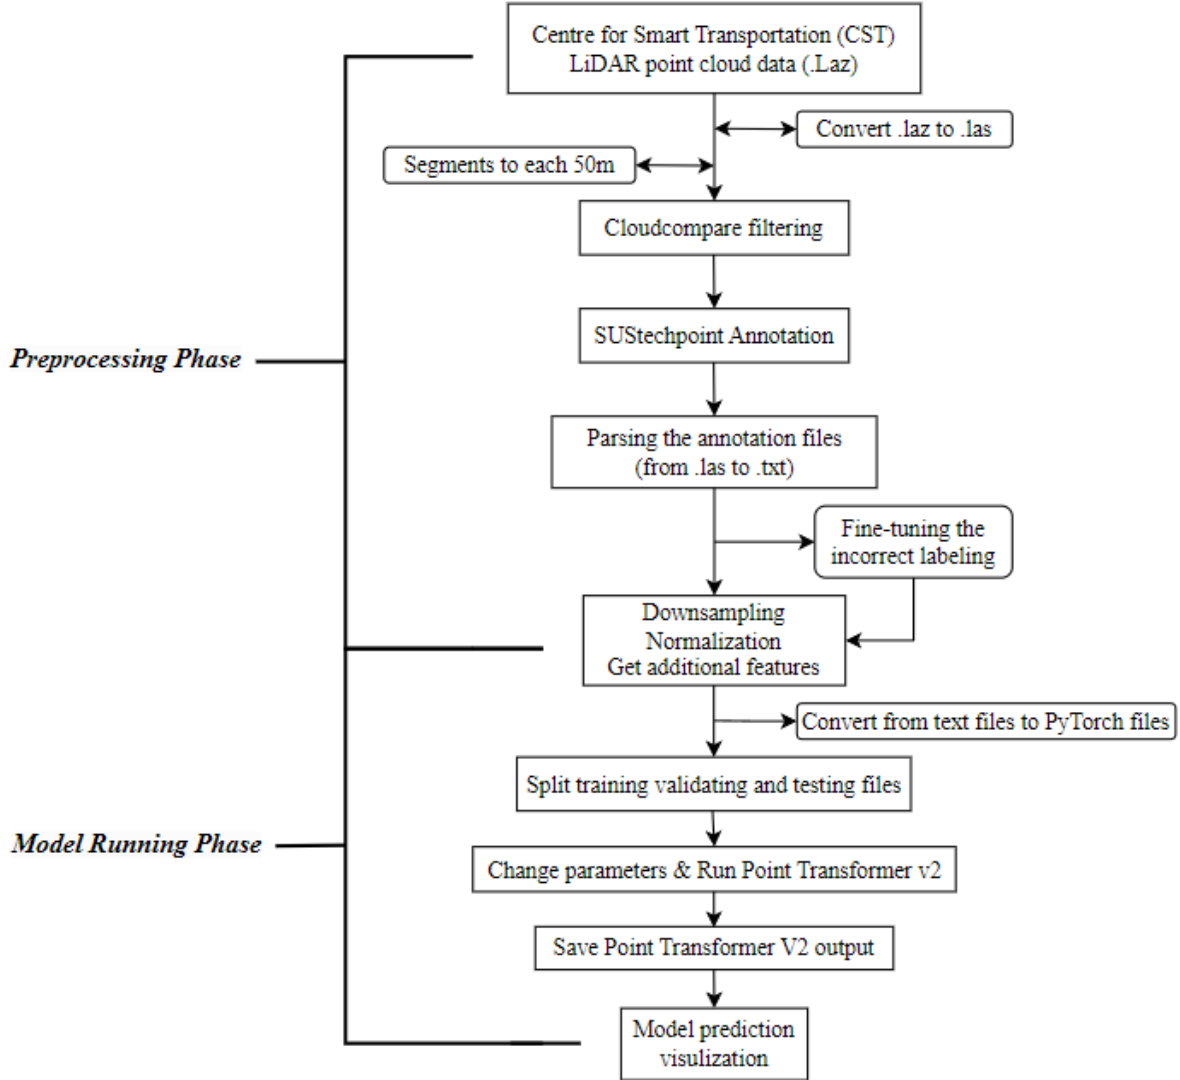 Centre for Smart Transportation (CST)
LiDAR point cloud data (.Laz)
Convert .laz to .las
Segments to each 50m
Cloudcompare filtering
SUStechpoint Annotation
Preprocessing Phase
Parsing the annotation files
(from .las to .txt)
Fine-tuning the
incorrect labeling
Downsampling
Normalization
Get additional features
Convert from text files to PyTorch files
Split training validating and testing files
Model Running Phase
Change parameters & Run Point Transformer v2
Save Point Transformer V2 output
Model prediction
visulization